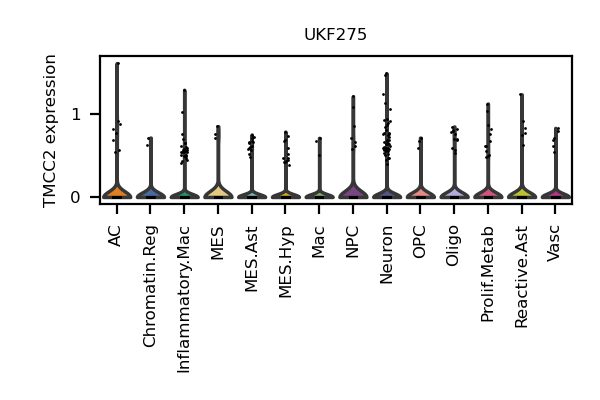 UKF275
TMCC2 expression
1
0
AC
Chromatin.Reg
Inflammatory.Mac
MES
MES.Ast
MES.Hyp
Mac
NPC
Neuron
OPC
Oligo
Prolif.Metab
Reactive.Ast
Vasc